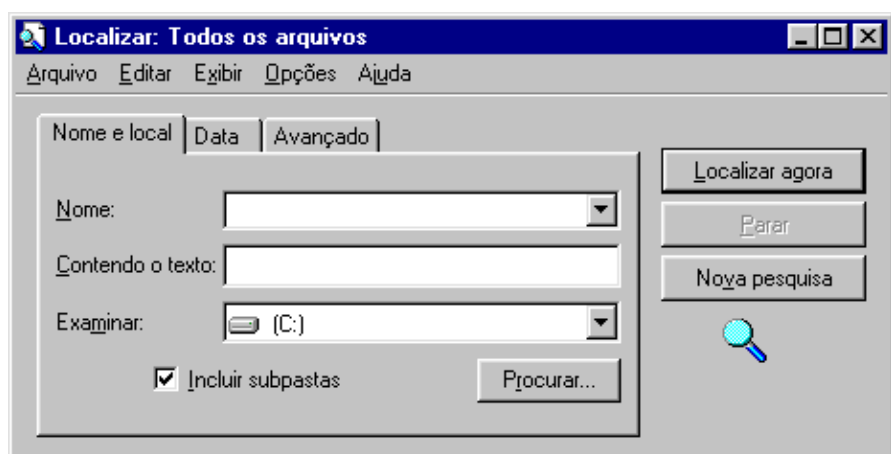 Localizar: Todos os arquivos
Arquivo Editar Exibir Opções Ajuda
Nome e local Data Avançado
Nome:
Contendo o texto:
Examinar: (C:)
Incluir subpastas Procurar...
Localizar agora
Parar
Nova pesquisa